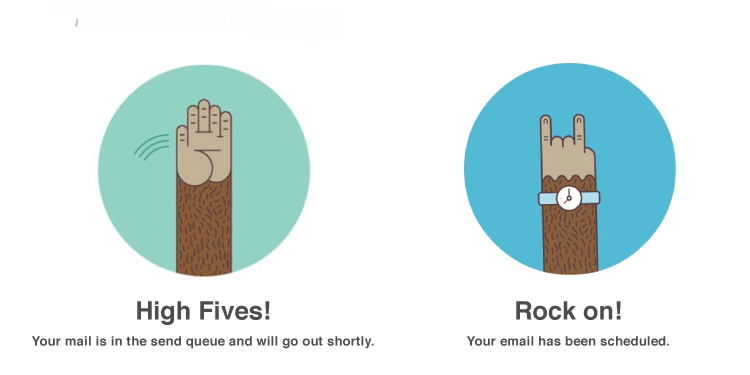 High Fives!
Your mail is in the send queue and will go out shortly.
Rock on!
Your email has been scheduled.